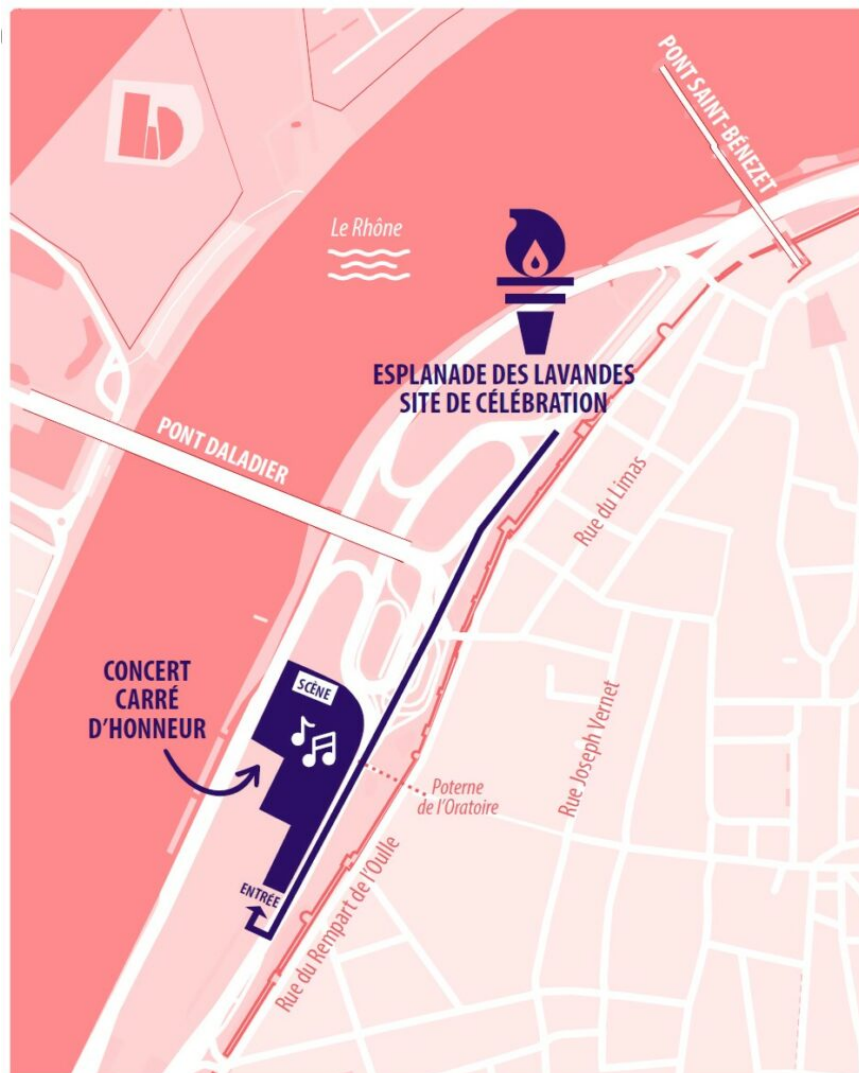 PONT SAINT-BÉNEZET
Le Rhône
ESPLANADE DES LAVANDES
SITE DE CÉLÉBRATION
PONT DALADIER
Rue du Limas
CONCERT
CARRÉ
D’HONNEUR
SCÈNE
Rue Joseph Vernet
Poterne
de l’Oratoire
ENTRÉE
Rue du Rempart de l’Oulle